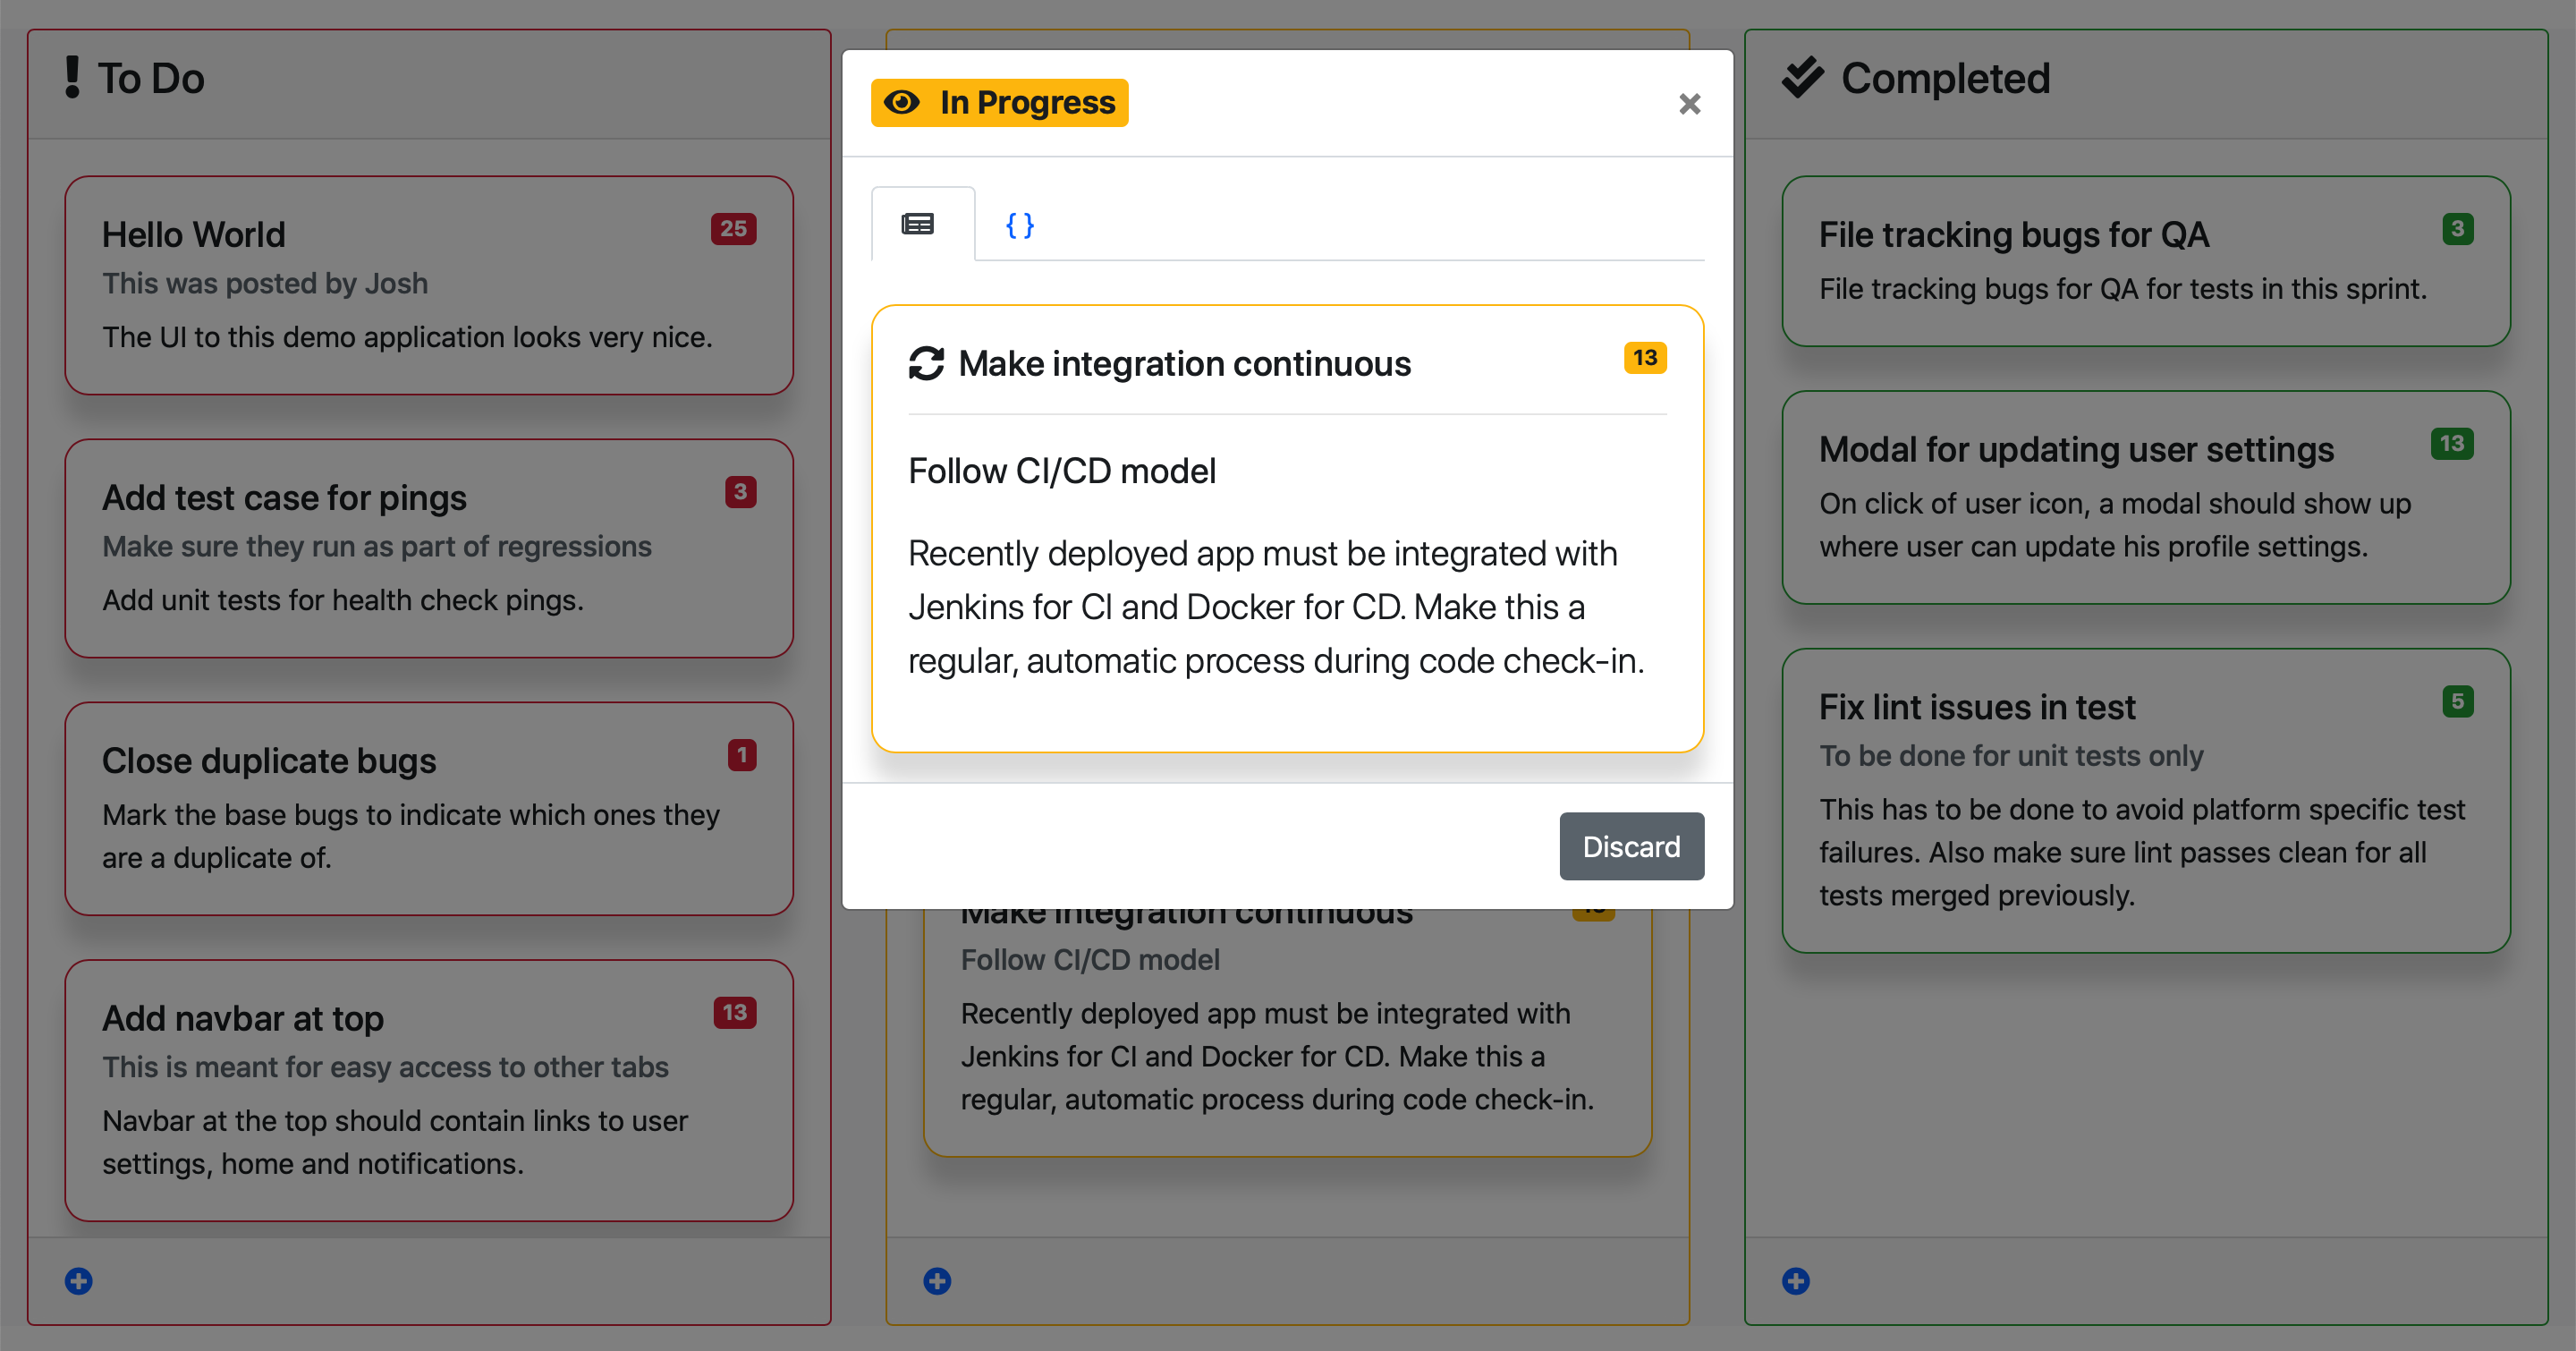 To Do
Hello World
25
This was posted by Josh
The UI to this demo application looks very nice.
Add test case for pings
3
Make sure they run as part of regressions
Add unit tests for health check pings.
Close duplicate bugs
1
Mark the base bugs to indicate which ones they
are a duplicate of.
Add navbar at top
13
This is meant for easy access to other tabs
Navbar at the top should contain links to user
settings, home and notifications.
In Progress
×
{ }
Make integration continuous
13
Follow CI/CD model
Recently deployed app must be integrated with
Jenkins for CI and Docker for CD. Make this a
regular, automatic process during code check-in.
Discard
Make integration continuous
Follow CI/CD model
Recently deployed app must be integrated with
Jenkins for CI and Docker for CD. Make this a
regular, automatic process during code check-in.
Completed
File tracking bugs for QA
3
File tracking bugs for QA for tests in this sprint.
Modal for updating user settings
13
On click of user icon, a modal should show up
where user can update his profile settings.
Fix lint issues in test
5
To be done for unit tests only
This has to be done to avoid platform specific test
failures. Also make sure lint passes clean for all
tests merged previously.